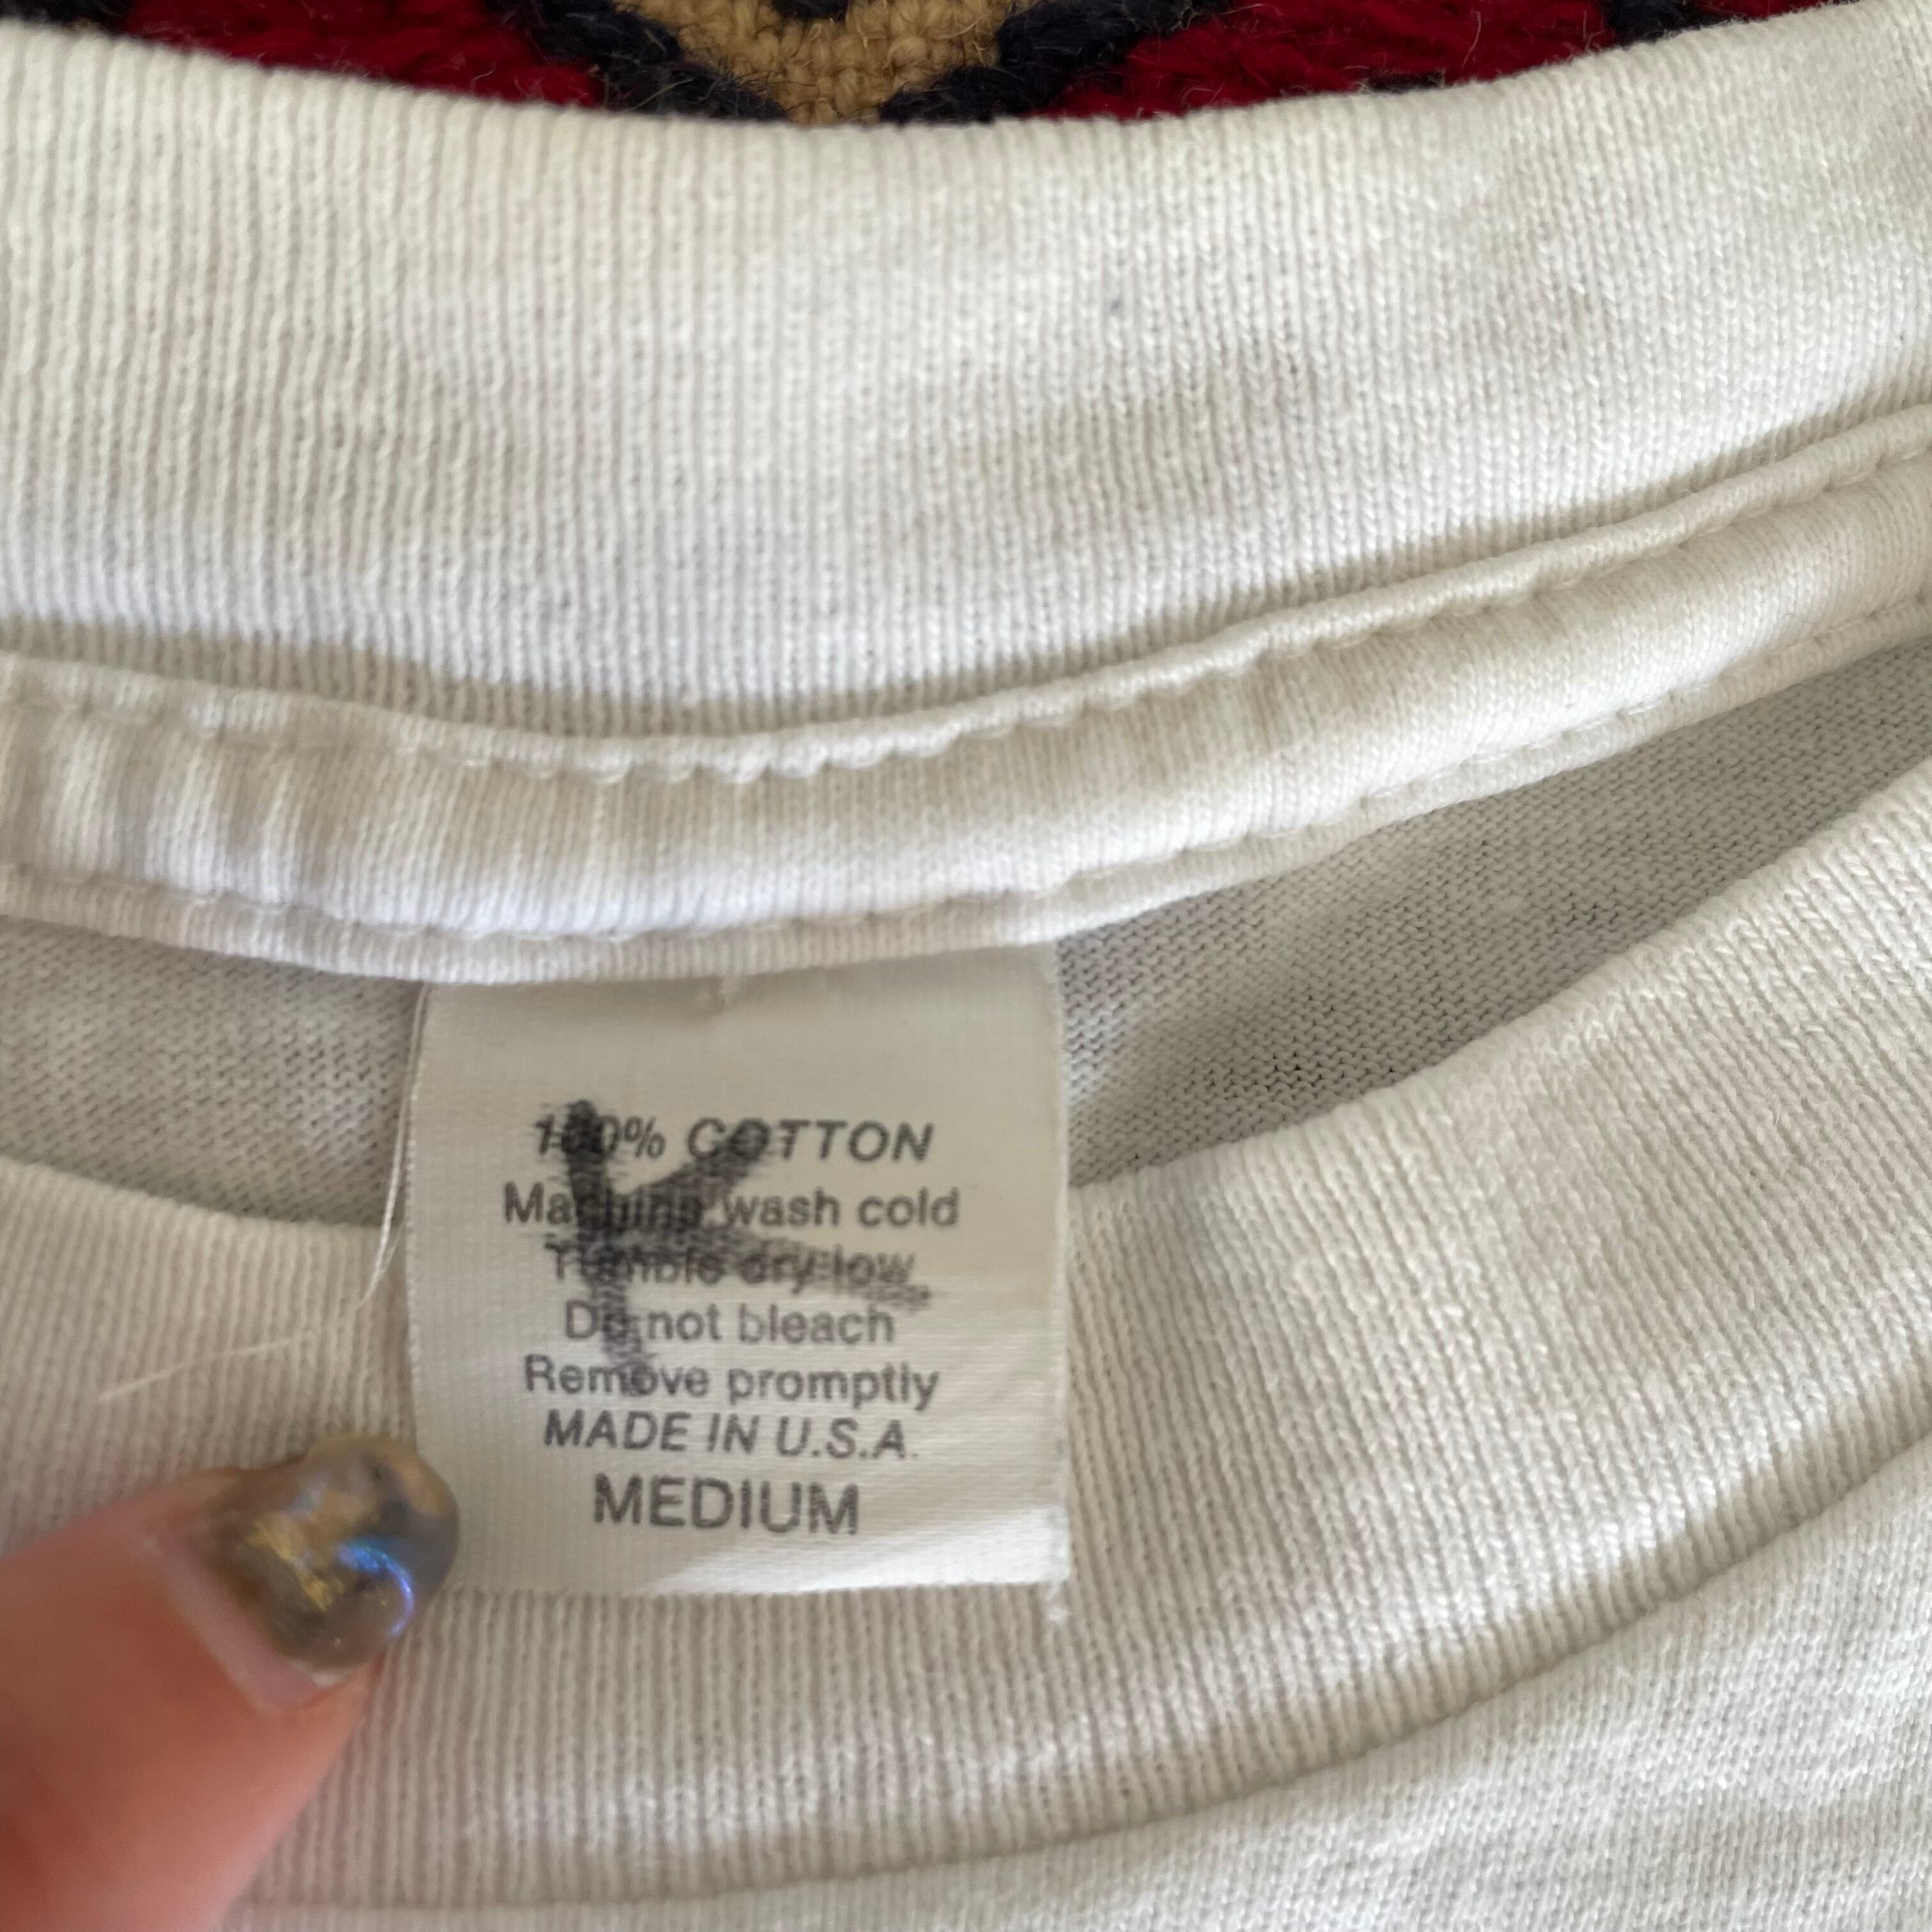 100% COTTON
Machine wash cold
Tumble dry low
Do not bleach
Remove promptly
MADE IN U.S.A.
MEDIUM
K